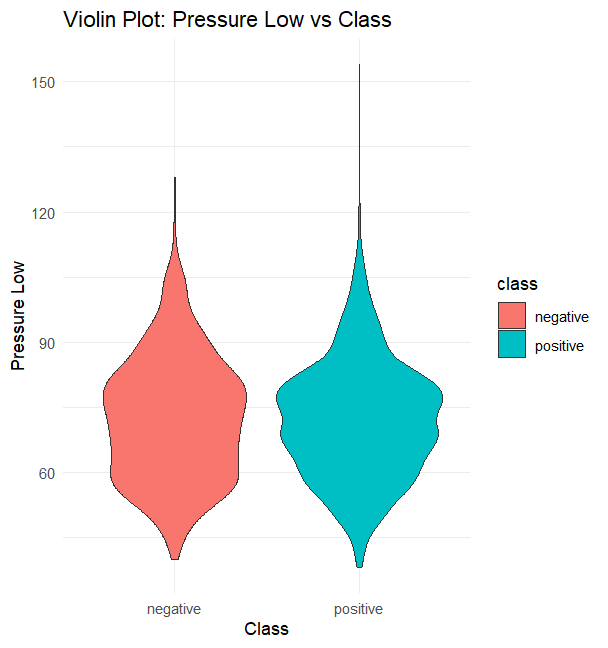 Violin Plot: Pressure Low vs Class
150
120
90
60
Pressure Low
negative
positive
Class
class
negative
positive